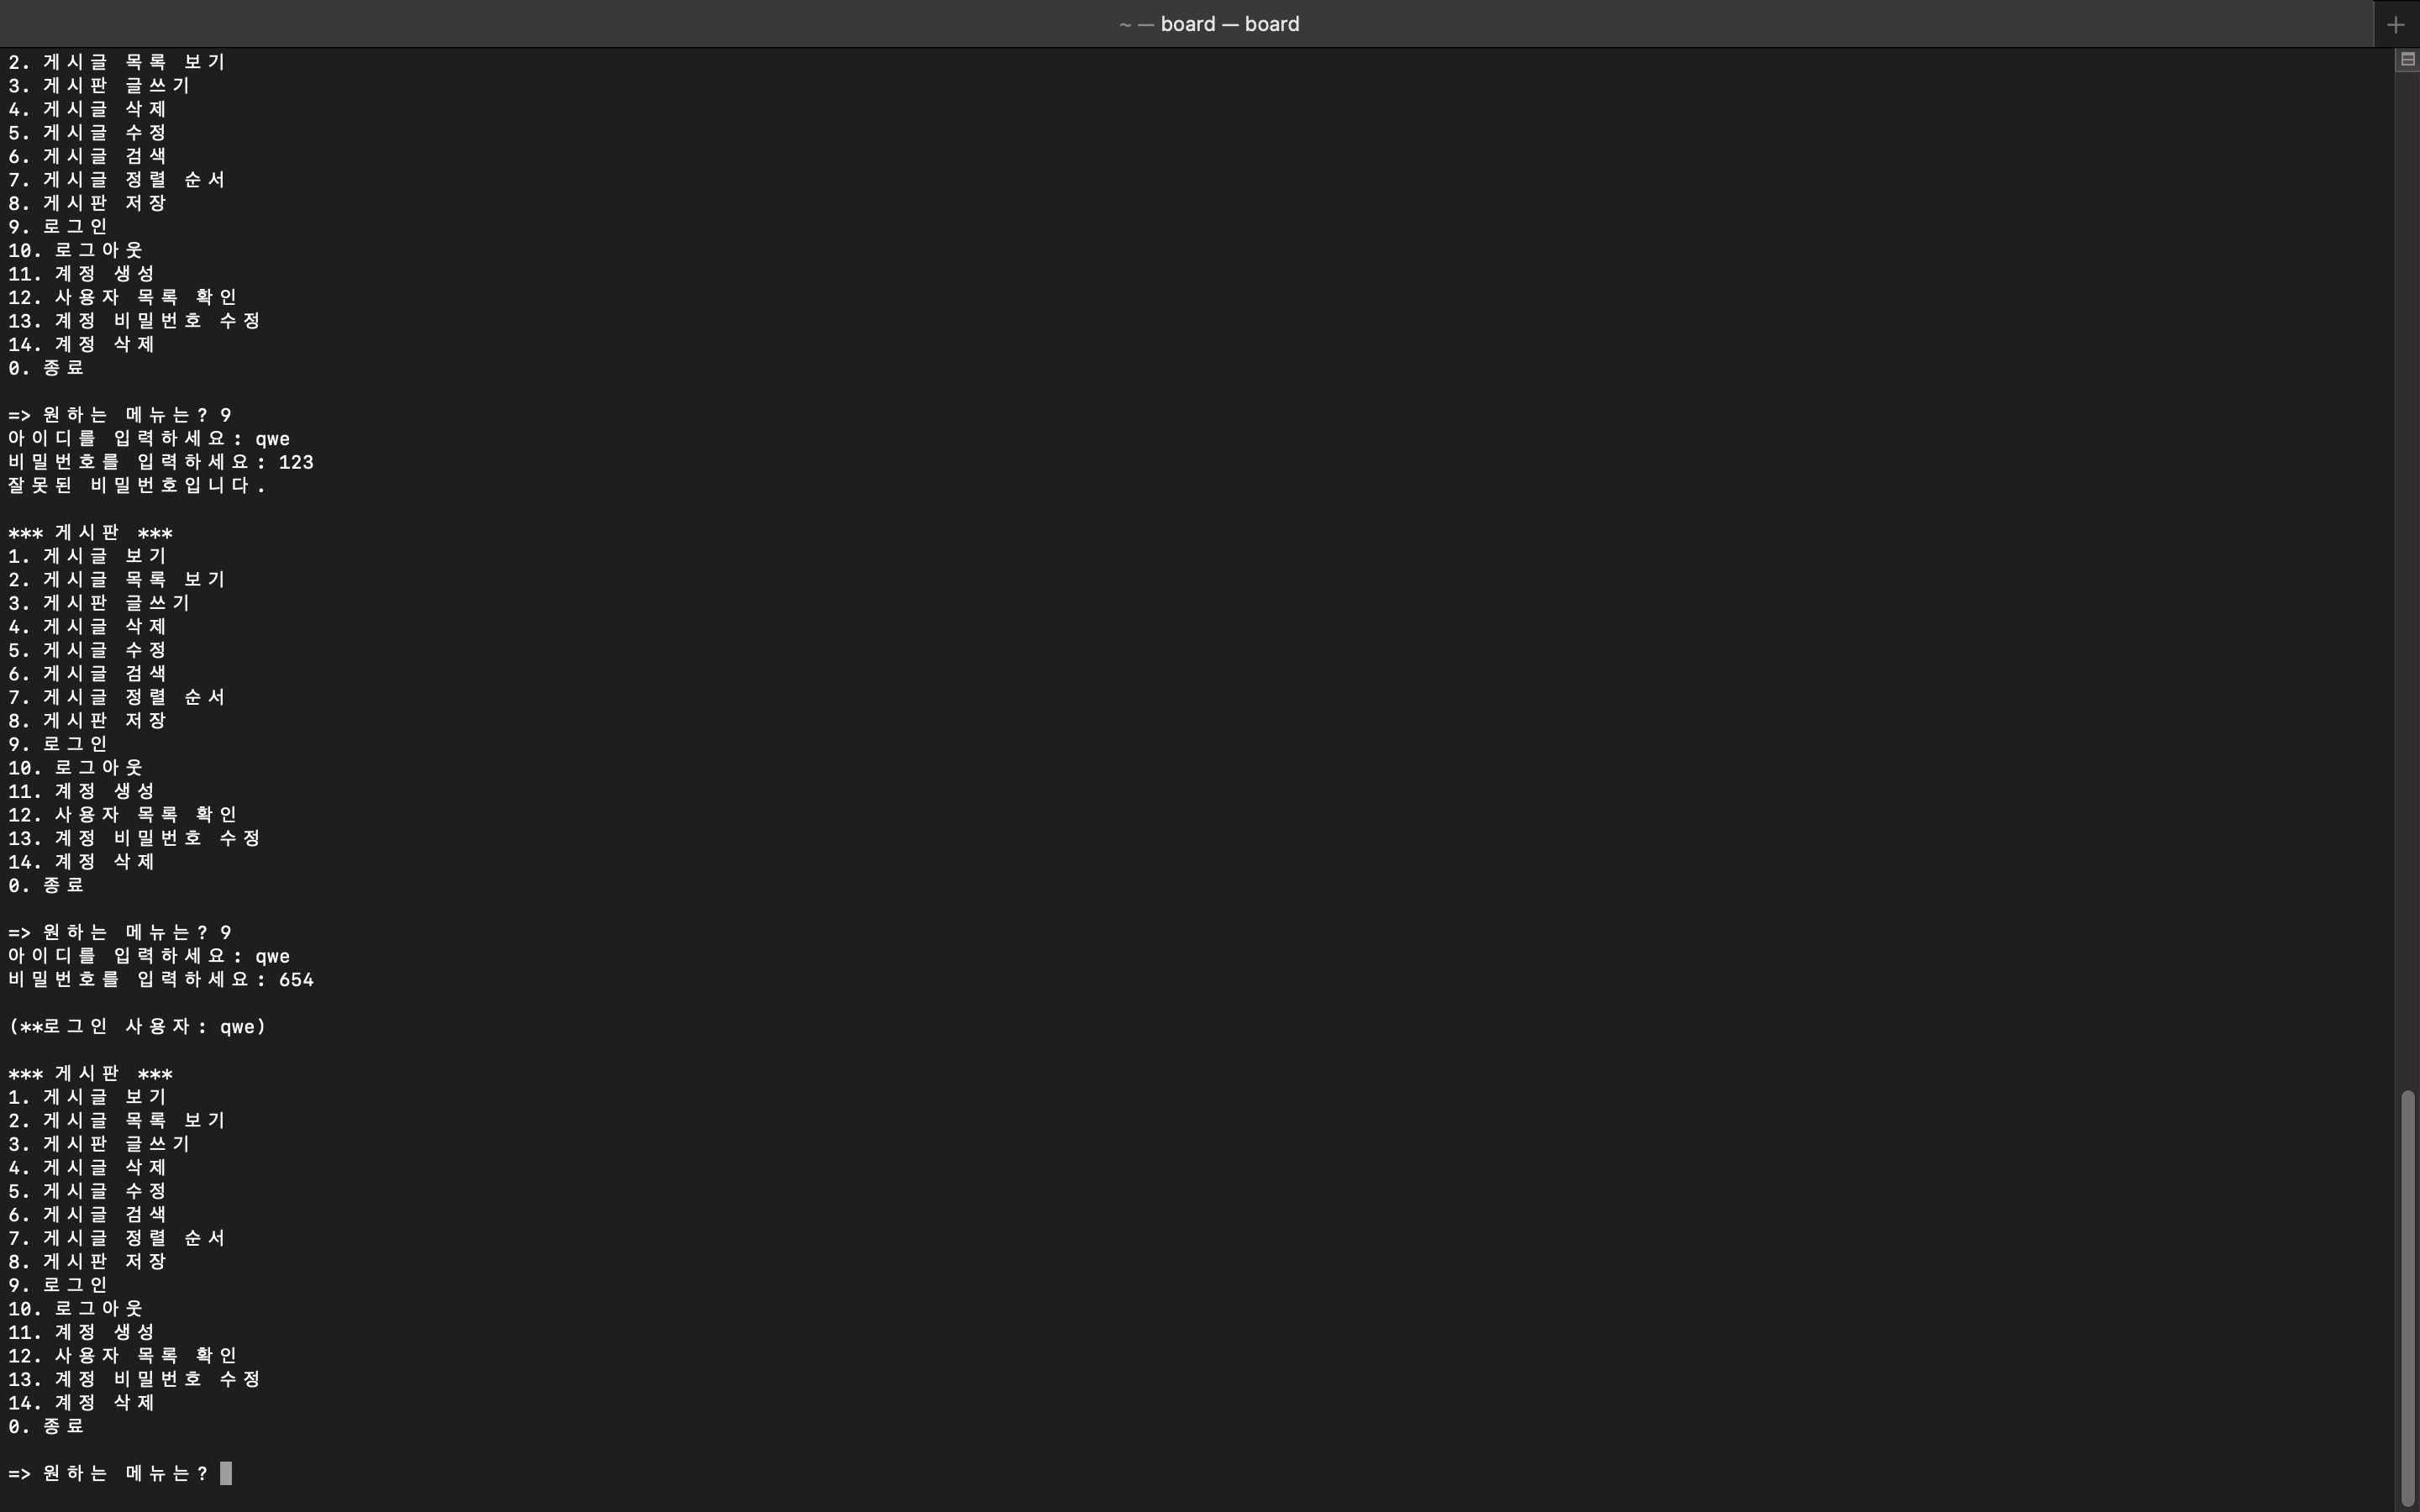 ~ — board — board
2. 게시글 목록 보기
3. 게시판 글쓰기
4. 게시글 삭제
5. 게시글 수정
6. 게시글 검색
7. 게시글 정렬 순서
8. 게시판 저장
9. 로그인
10. 로그아웃
11. 계정 생성
12. 사용자 목록 확인
13. 계정 비밀번호 수정
14. 계정 삭제
0. 종료
=> 원하는 메뉴는? 9
아이디를 입력하세요: qwe
비밀번호를 입력하세요: 123
잘못된 비밀번호입니다.
*** 게시판 ***
1. 게시글 보기
2. 게시글 목록 보기
3. 게시판 글쓰기
4. 게시글 삭제
5. 게시글 수정
6. 게시글 검색
7. 게시글 정렬 순서
8. 게시판 저장
9. 로그인
10. 로그아웃
11. 계정 생성
12. 사용자 목록 확인
13. 계정 비밀번호 수정
14. 계정 삭제
0. 종료
=> 원하는 메뉴는? 9
아이디를 입력하세요: qwe
비밀번호를 입력하세요: 654
(**로그인 사용자: qwe)
*** 게시판 ***
1. 게시글 보기
2. 게시글 목록 보기
3. 게시판 글쓰기
4. 게시글 삭제
5. 게시글 수정
6. 게시글 검색
7. 게시글 정렬 순서
8. 게시판 저장
9. 로그인
10. 로그아웃
11. 계정 생성
12. 사용자 목록 확인
13. 계정 비밀번호 수정
14. 계정 삭제
0. 종료
=> 원하는 메뉴는?